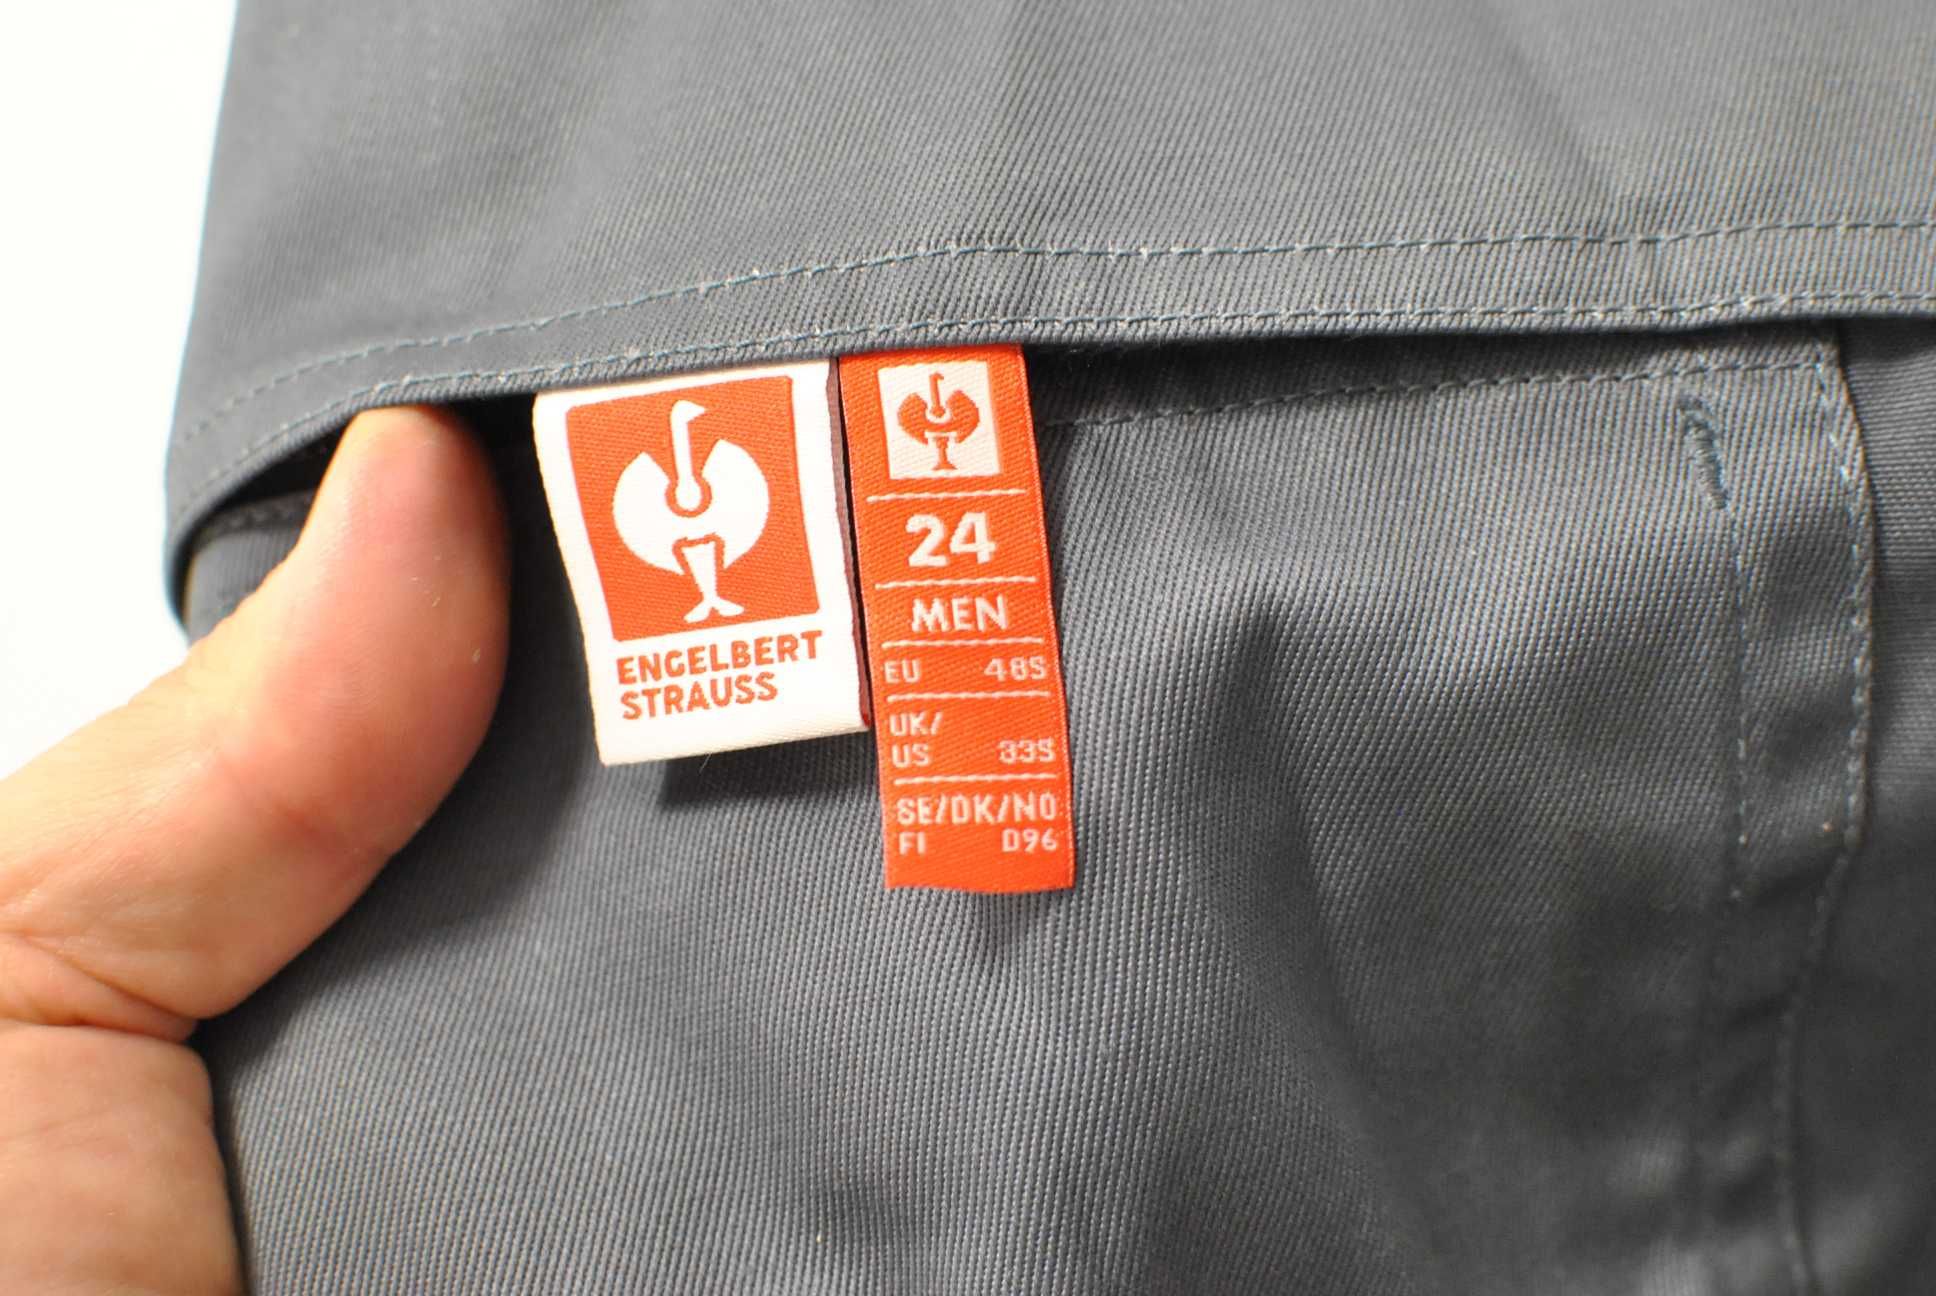 ENGELBERT
STRAUSS
24
MEN
EU 48S
UK/
US 33S
SE/DK/NO
FI D96